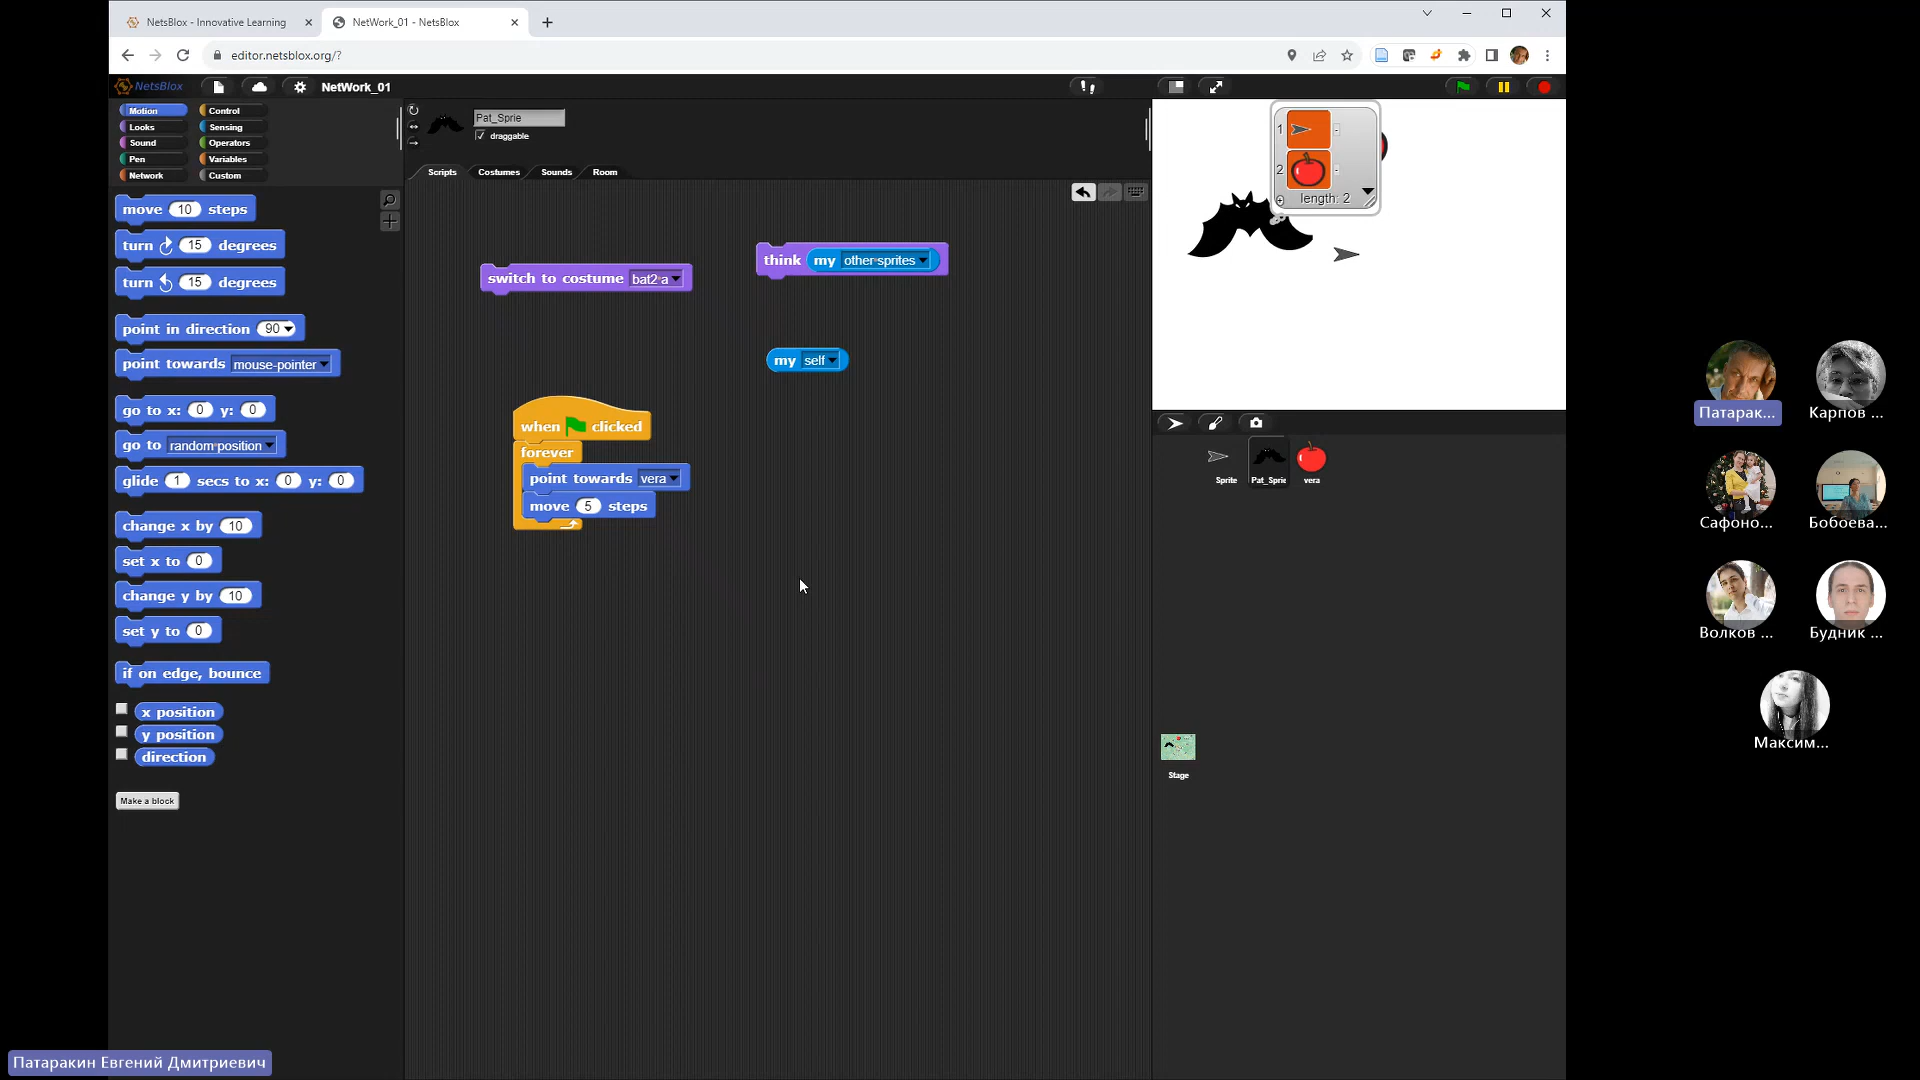 NetsBlox - Innovative Learning
NetWork_01 - NetsBlox
editor.netsblox.org/?
NetsBlox
NetWork_01
Motion
Control
Looks
Sensing
Sound
Operators
Pen
Variables
Network
Custom
Pat_Sprie
draggable
Scripts
Costumes
Sounds
Room
move 10 steps
turn 15 degrees
turn 15 degrees
point in direction 90
point towards mouse-pointer
go to x: 0 y: 0
go to random position
glide 1 secs to x: 0 y: 0
change x by 10
set x to 0
change y by 10
set y to 0
if on edge, bounce
x position
y position
direction
Make a block
switch to costume bat2 a
think my other sprites
my self
when clicked
forever
point towards vera
move 5 steps
1 -
2 -
length: 2
Sprite
Pat_Sprie
vera
Stage
Патарак...
Карпов ...
Сафоно...
Бобоева...
Волков ...
Будник ...
Максим...
Патаракин Евгений Дмитриевич